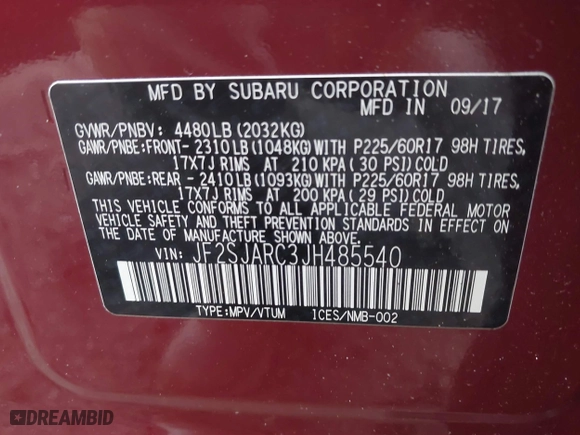 MFD BY SUBARU CORPORATION
MFD IN 09/17
GVWR/PNBV: 4480LB(2032KG)
GAWR/PNBE:FRONT- 2310LB(1048KG)WITH P225/60R17 98H TIRES,
17X7J RIMS AT 210 KPA(30 PSI)COLD
GAWR/PNBE:REAR - 2410LB(1093KG)WITH P225/60R17 98H TIRES,
17X7J RIMS AT 200 KPA(29 PSI)COLD
THIS VEHICLE CONFORMS TO ALL APPLICABLE FEDERAL MOTOR
VEHICLE SAFETY AND THEFT PREVENTION STANDARDS IN EFFECT
ON THE DATE OF MANUFACTURE SHOWN ABOVE.
VIN: JF2SJARC3JH485540
TYPE:MPV/VTUM ICES/NMB-002
DREAMBID